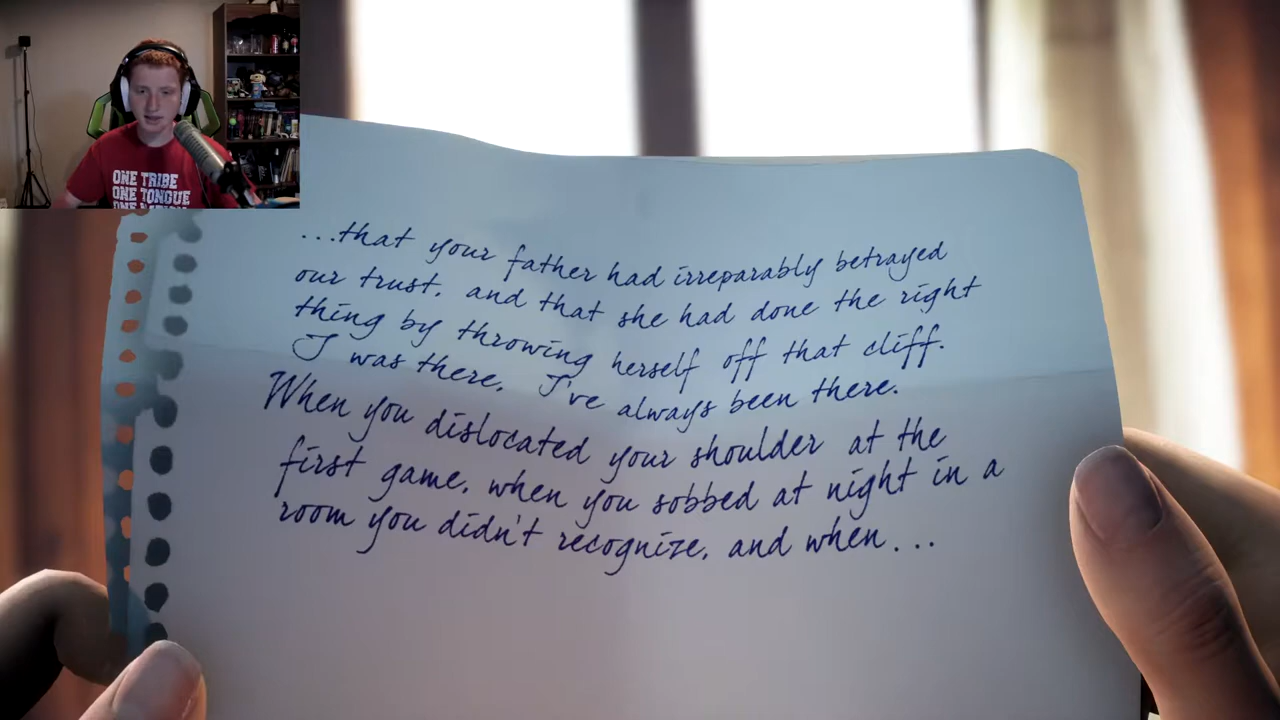 ONE TRIBE
ONE TONGUE
...that your father had irreparably betrayed
our trust, and that she had done the right
thing by throwing herself off that cliff.
I was there, I've always been there.
When you dislocated your shoulder at the
first game, when you sobbed at night in a
room you didn't recognize, and when...